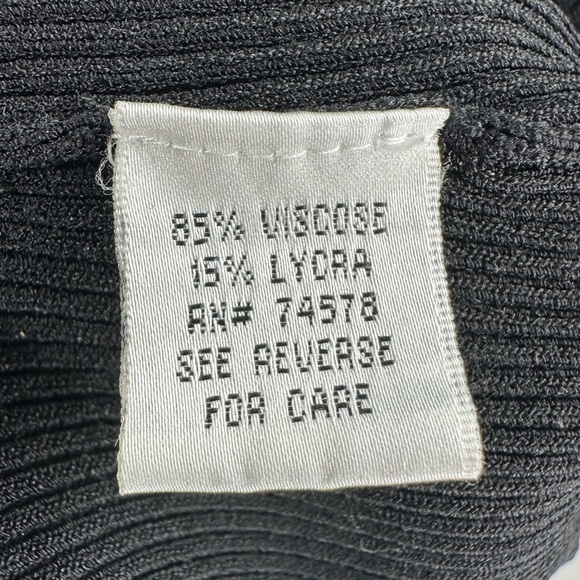 85% VISCOSE
15% LYCRA
RN# 74578
SEE REVERSE
FOR CARE